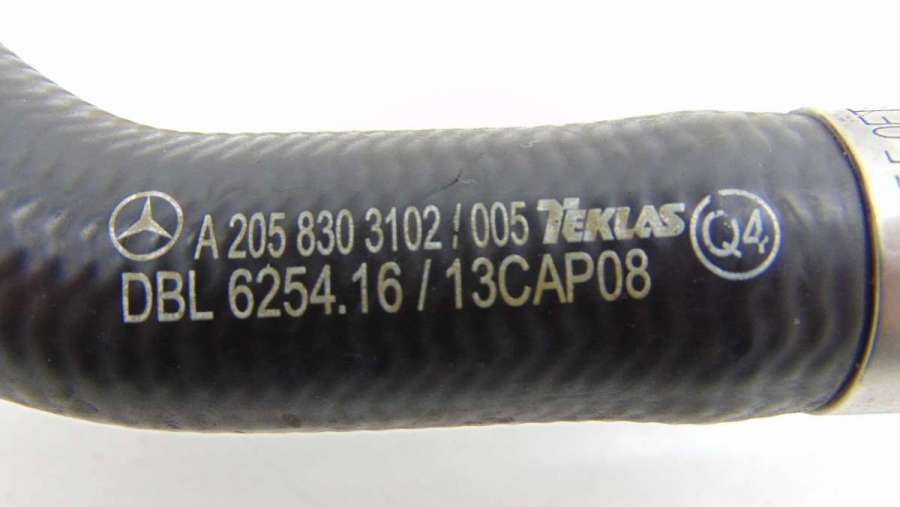 A 205 830 3102 / 005 TEKLAS Q4
DBL 6254.16 / 13CAP08